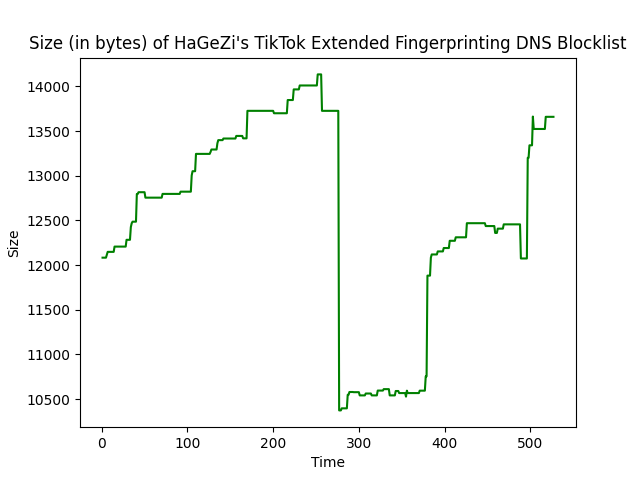 Size (in bytes) of HaGeZi's TikTok Extended Fingerprinting DNS Blocklist
14000
13500
13000
12500
12000
11500
11000
10500
Size
0 100 200 300 400 500
Time